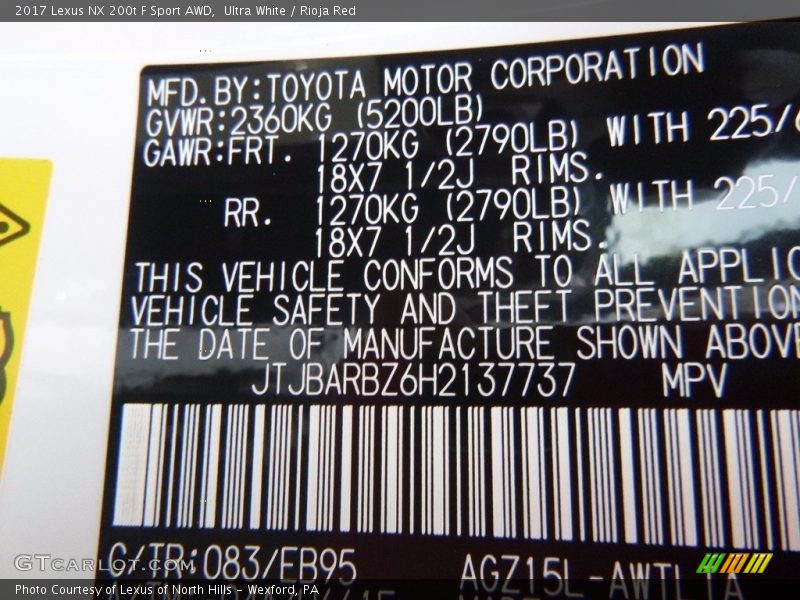 2017 Lexus NX 200t F Sport AWD,  Ultra White / Rioja Red
MFD.BY:TOYOTA MOTOR CORPORATION
GVWR:2360KG (5200LB)
GAWR:FRT. 1270KG (2790LB) WITH 225/6
18X7 1/2J RIMS.
RR. 1270KG (2790LB) WITH 225/
18X7 1/2J RIMS.
THIS VEHICLE CONFORMS TO ALL APPLIC
VEHICLE SAFETY AND THEFT PREVENTION
THE DATE OF MANUFACTURE SHOWN ABOVE
JTJBARBZ6H2137737 MPV
C/TR:083/EB95 AGZ15L-AWTLTA
GTcarlot.com
Photo Courtesy of Lexus of North Hills - Wexford, PA